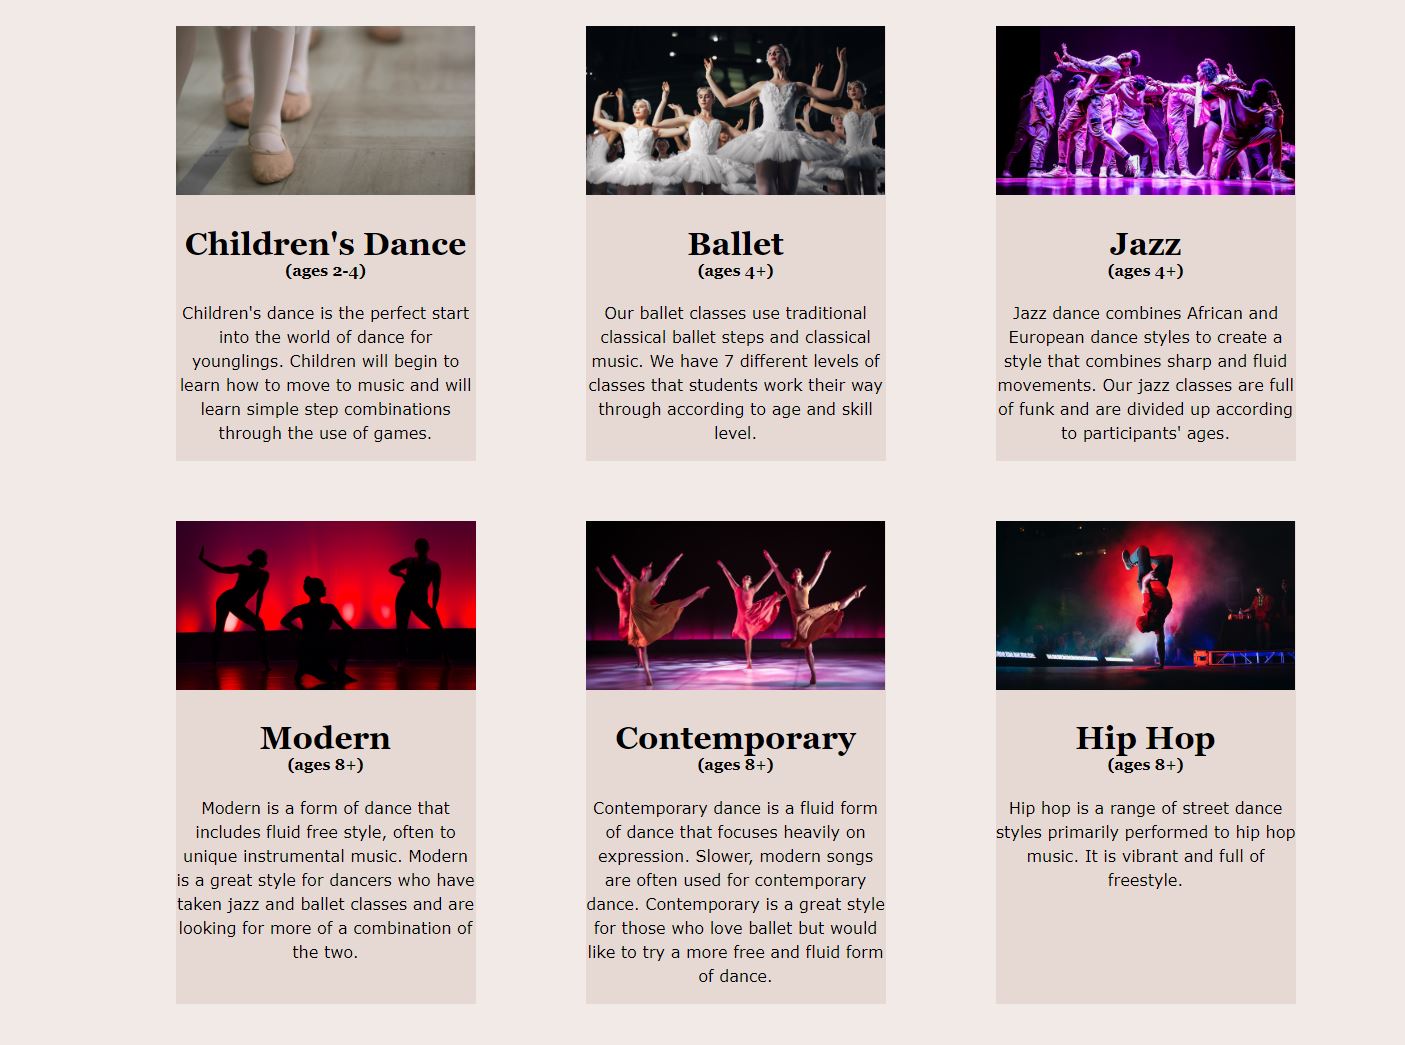 Children's Dance
(ages 2-4)
Children's dance is the perfect start
into the world of dance for
younglings. Children will begin to
learn how to move to music and will
learn simple step combinations
through the use of games.
Ballet
(ages 4+)
Our ballet classes use traditional
classical ballet steps and classical
music. We have 7 different levels of
classes that students work their way
through according to age and skill
level.
Jazz
(ages 4+)
Jazz dance combines African and
European dance styles to create a
style that combines sharp and fluid
movements. Our jazz classes are full
of funk and are divided up according
to participants' ages.
Modern
(ages 8+)
Modern is a form of dance that
includes fluid free style, often to
unique instrumental music. Modern
is a great style for dancers who have
taken jazz and ballet classes and are
looking for more of a combination of
the two.
Contemporary
(ages 8+)
Contemporary dance is a fluid form
of dance that focuses heavily on
expression. Slower, modern songs
are often used for contemporary
dance. Contemporary is a great style
for those who love ballet but would
like to try a more free and fluid form
of dance.
Hip Hop
(ages 8+)
Hip hop is a range of street dance
styles primarily performed to hip hop
music. It is vibrant and full of
freestyle.